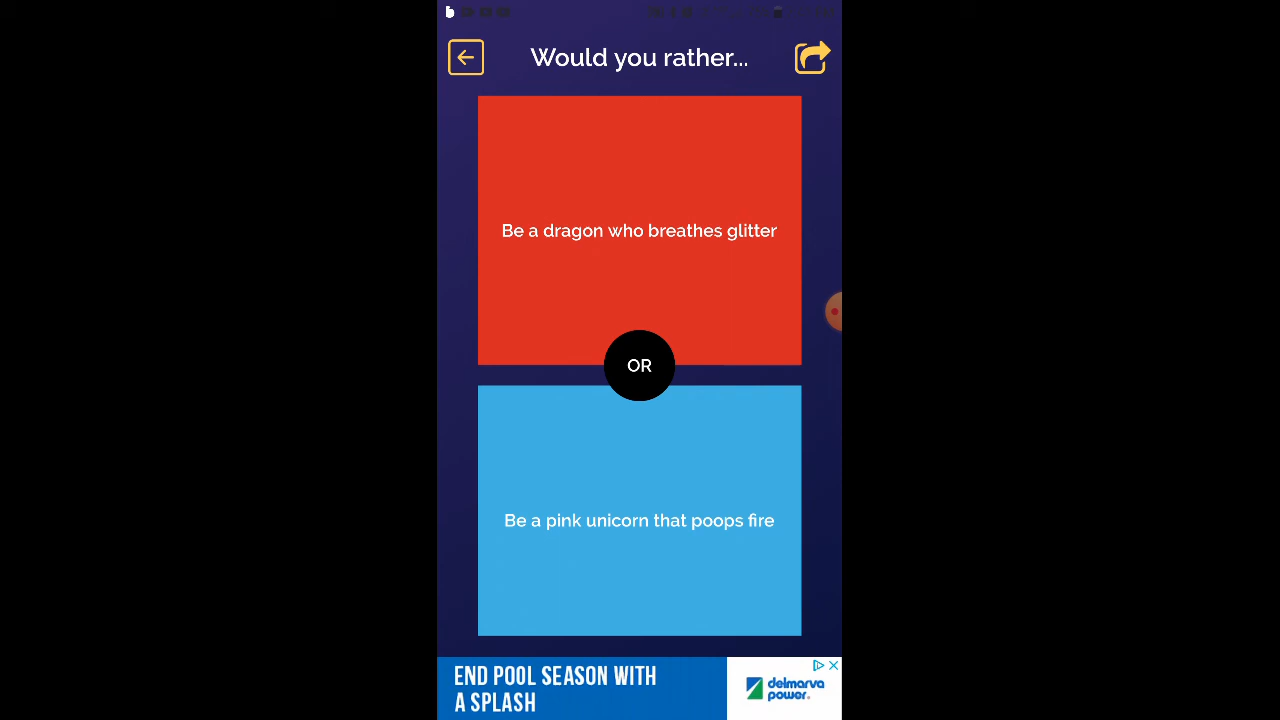 Would you rather...
Be a dragon who breathes glitter
OR
Be a pink unicorn that poops fire
END POOL SEASON WITH
A SPLASH
delmarva
power.